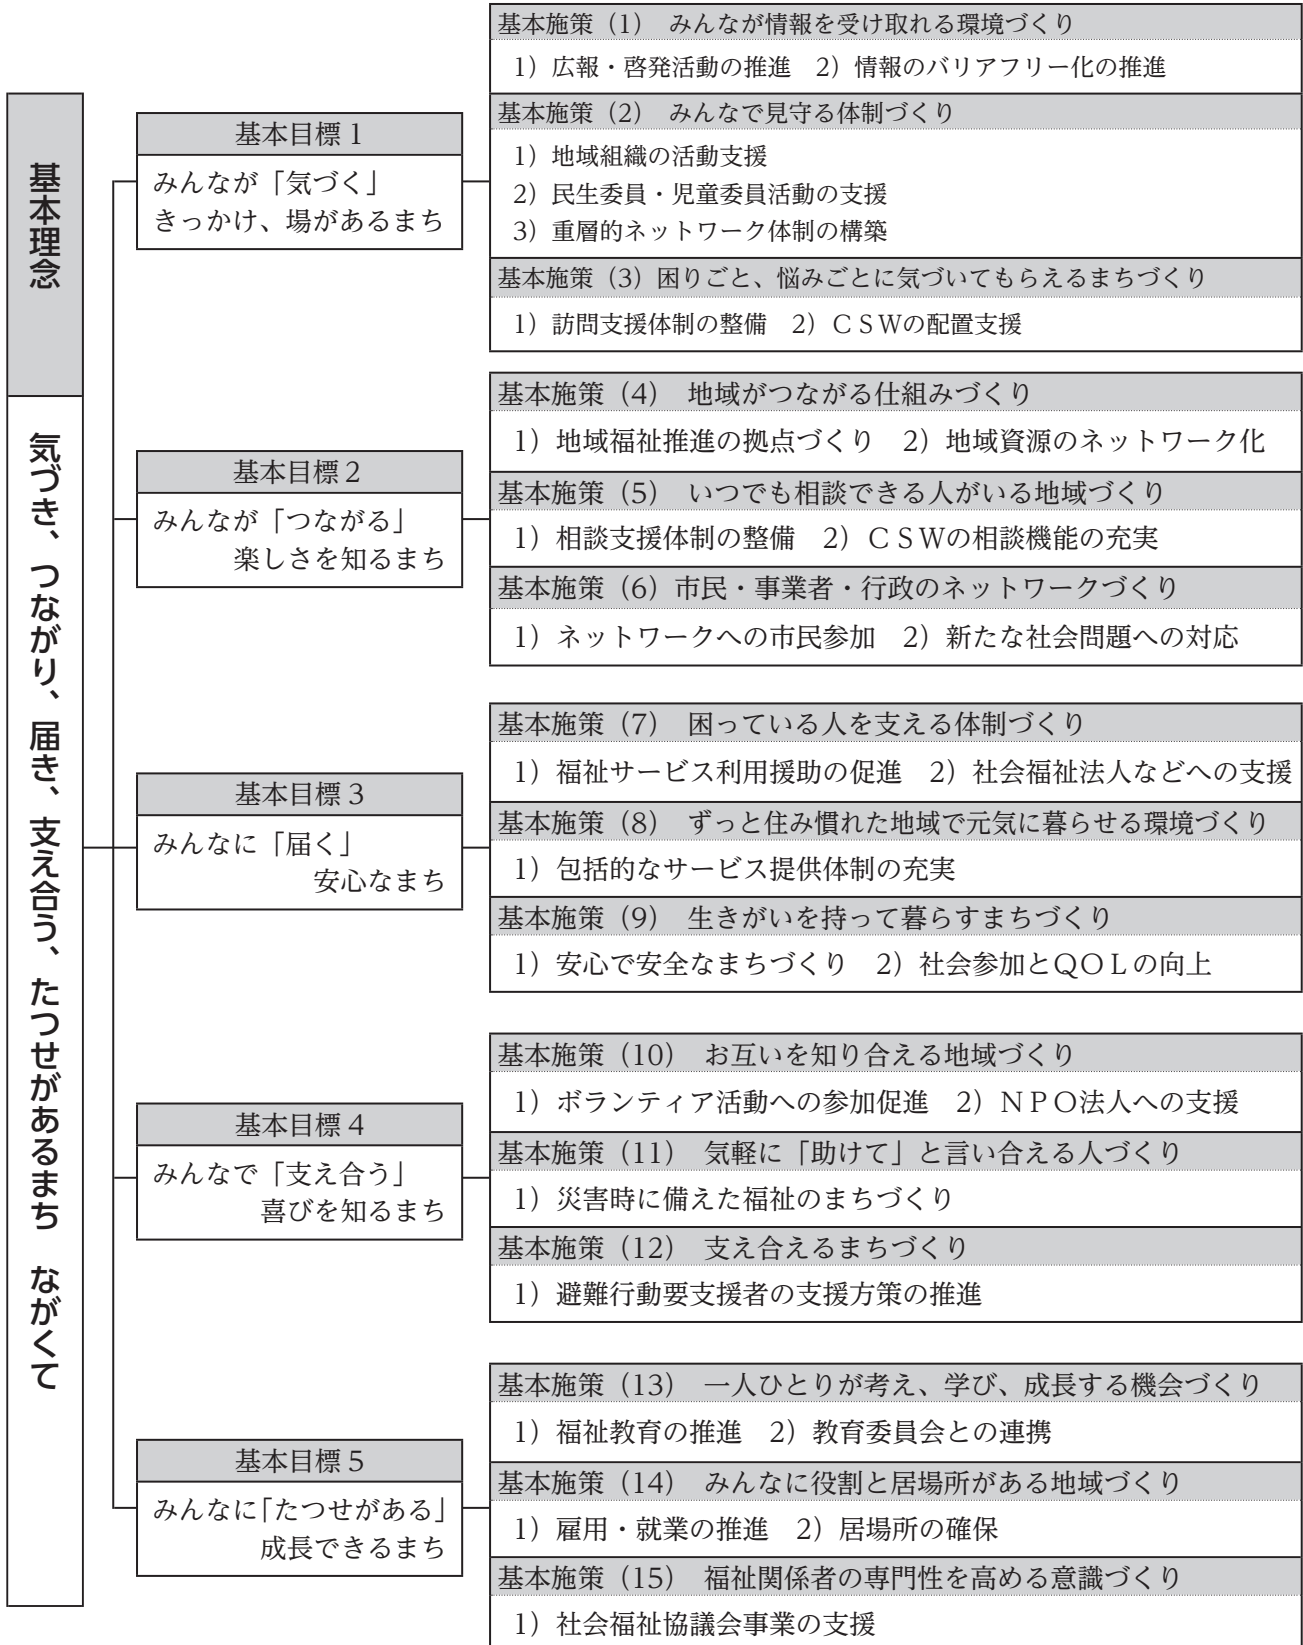 基本理念
気づき、つながり、届き、支え合う、たつせがあるまち　ながくて
基本目標１
みんなが「気づく」
きっかけ、場があるまち
基本施策（1）　みんなが情報を受け取れる環境づくり
1）広報・啓発活動の推進　2）情報のバリアフリー化の推進
基本施策（2）　みんなで見守る体制づくり
1）地域組織の活動支援
2）民生委員・児童委員活動の支援
3）重層的ネットワーク体制の構築
基本施策（3）困りごと、悩みごとに気づいてもらえるまちづくり
1）訪問支援体制の整備　2）ＣＳＷの配置支援
基本目標２
みんなが「つながる」
楽しさを知るまち
基本施策（4）　地域がつながる仕組みづくり
1）地域福祉推進の拠点づくり　2）地域資源のネットワーク化
基本施策（5）　いつでも相談できる人がいる地域づくり
1）相談支援体制の整備　2）ＣＳＷの相談機能の充実
基本施策（6）市民・事業者・行政のネットワークづくり
1）ネットワークへの市民参加　2）新たな社会問題への対応
基本目標３
みんなに「届く」
安心なまち
基本施策（7）　困っている人を支える体制づくり
1）福祉サービス利用援助の促進　2）社会福祉法人などへの支援
基本施策（8）　ずっと住み慣れた地域で元気に暮らせる環境づくり
1）包括的なサービス提供体制の充実
基本施策（9）　生きがいを持って暮らすまちづくり
1）安心で安全なまちづくり　2）社会参加とＱＯＬの向上
基本目標４
みんなで「支え合う」
喜びを知るまち
基本施策（10）　お互いを知り合える地域づくり
1）ボランティア活動への参加促進　2）ＮＰＯ法人への支援
基本施策（11）　気軽に「助けて」と言い合える人づくり
1）災害時に備えた福祉のまちづくり
基本施策（12）　支え合えるまちづくり
1）避難行動要支援者の支援方策の推進
基本目標５
みんなに「たつせがある」
成長できるまち
基本施策（13）　一人ひとりが考え、学び、成長する機会づくり
1）福祉教育の推進　2）教育委員会との連携
基本施策（14）　みんなに役割と居場所がある地域づくり
1）雇用・就業の推進　2）居場所の確保
基本施策（15）　福祉関係者の専門性を高める意識づくり
1）社会福祉協議会事業の支援